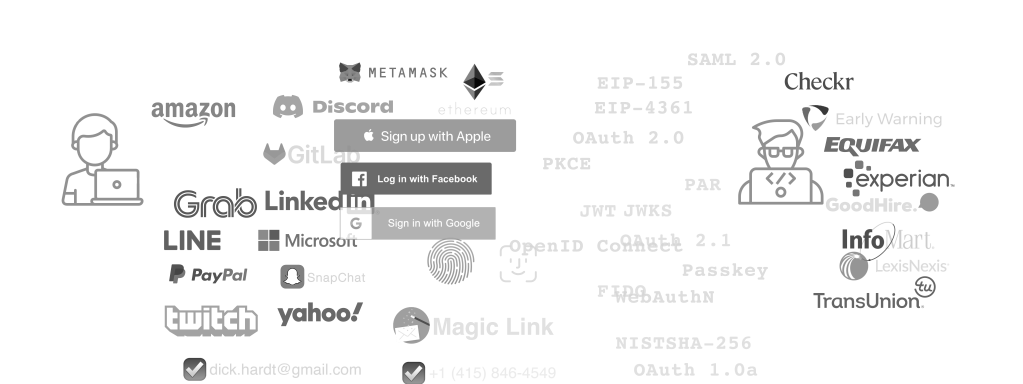 METAMASK
ethereum
amazon
Discord
Sign up with Apple
GitLab
Log in with Facebook
Grab
LinkedIn
Sign in with Google
LINE
Microsoft
PayPal
SnapChat
twitch
yahoo!
Magic Link
dick.hardt@gmail.com
+1 (415) 846-4549
SAML 2.0
EIP-155
EIP-4361
OAuth 2.0
PKCE
PAR
JWT JWKS
OpenID Connect
OAuth 2.1
Passkey
FIDO
WebAuthN
NISTSHA-256
OAuth 1.0a
Checkr
Early Warning
EQUIFAX
experian
GoodHire
InfoMart
LexisNexis
TransUnion
tu